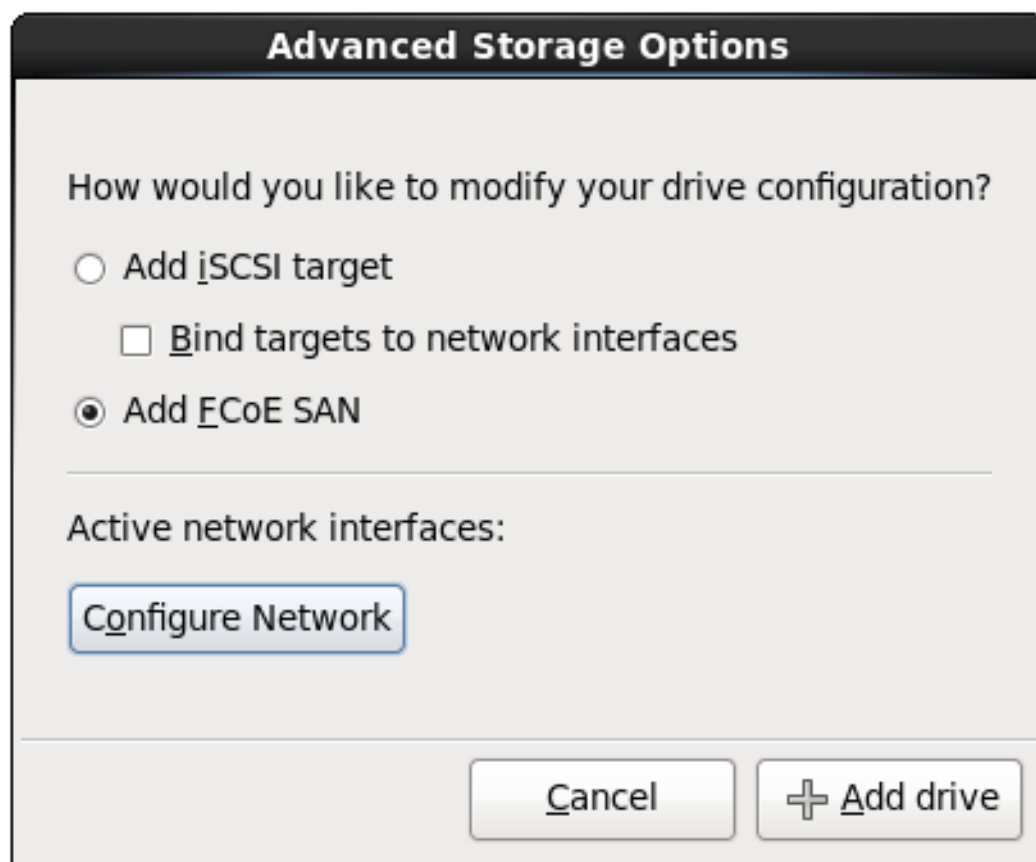 Advanced Storage Options
How would you like to modify your drive configuration?
Add iSCSI target
Bind targets to network interfaces
Add FCoE SAN
Active network interfaces:
Configure Network
Cancel
Add drive